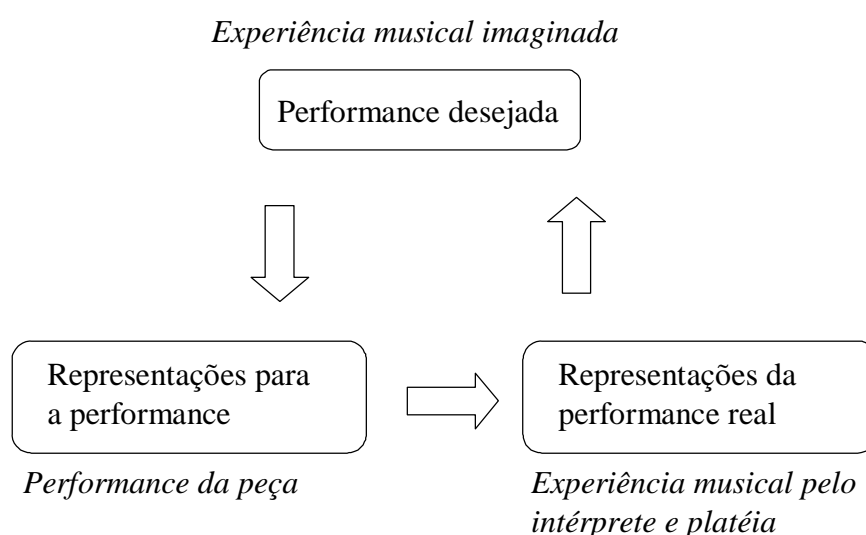 Experiência musical imaginada
Performance desejada
Representações para
a performance
Performance da peça
Representações da
performance real
Experiência musical pelo
intérprete e platéia